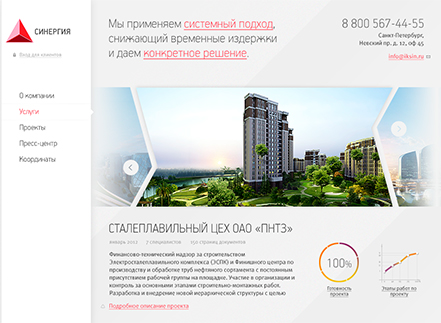 СИНЕРГИЯ
Вход для клиентов
О компании
Услуги
Проекты
Пресс-центр
Координаты
Мы применяем системный подход,
снижающий временные издержки
и даем конкретное решение.
8 800 567-44-55
Санкт-Петербург,
Невский пр. д. 12, оф 45
info@iksim.ru
СТАЛЕПЛАВИЛЬНЫЙ ЦЕХ ОАО «ПНТЗ»
январь 2012 7 специалистов 150 страниц документов
Финансово-технический надзор за строительством
Электросталеплавильного комплекса (ЭСПК) и Финишного центра по
производству и обработке труб нефтяного сортамента с постоянным
присутствием рабочей группы на площадке. Участие в организации и
контроль за основными этапами строительно-монтажных работ.
Разработка и внедрение новой иерархической структуры с целью
Подробное описание проекта
100%
Готовность
проекта
Этапы работ по
проекту